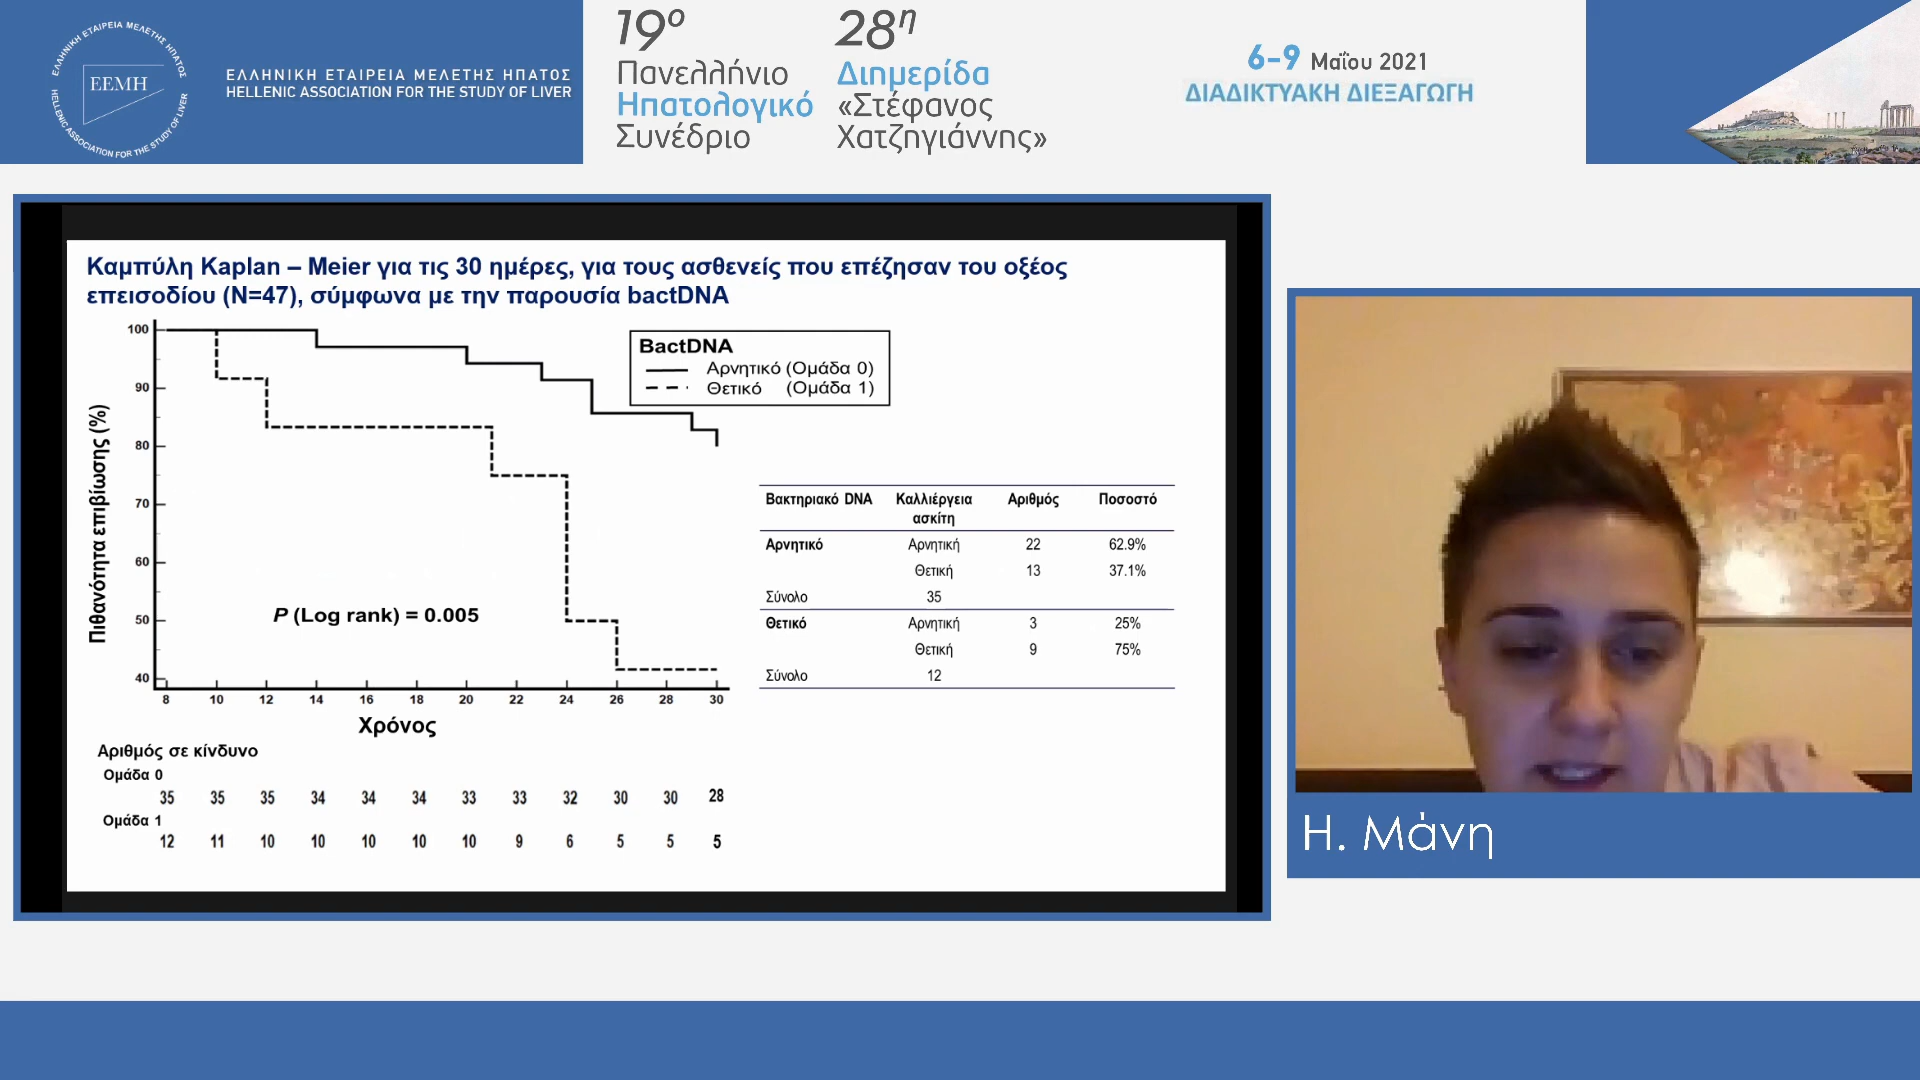 ΕΛΛΗΝΙΚΗ ΕΤΑΙΡΕΙΑ ΜΕΛΕΤΗΣ ΗΠΑΤΟΣ
HELLENIC ASSOCIATION FOR THE STUDY OF LIVER
ΕΕΜΗ
ΕΛΛΗΝΙΚΗ ΕΤΑΙΡΕΙΑ ΜΕΛΕΤΗΣ ΗΠΑΤΟΣ
HELLENIC ASSOCIATION FOR THE STUDY OF LIVER
19ο
Πανελλήνιο
Ηπατολογικό
Συνέδριο
28η
Διημερίδα
«Στέφανος
Χατζηγιάννης»
6-9 Μαΐου 2021
ΔΙΑΔΙΚΤΥΑΚΗ ΔΙΕΞΑΓΩΓΗ
Καμπύλη Kaplan – Meier για τις 30 ημέρες, για τους ασθενείς που επέζησαν του οξέος
επεισοδίου (N=47), σύμφωνα με την παρουσία bactDNA
Πιθανότητα επιβίωσης (%)
100
90
80
70
60
50
40
BactDNA
Αρνητικό (Ομάδα 0)
Θετικό (Ομάδα 1)
P (Log rank) = 0.005
8 10 12 14 16 18 20 22 24 26 28 30
Χρόνος
Αριθμός σε κίνδυνο
Ομάδα 0
35 35 35 34 34 34 33 33 32 30 30 28
Ομάδα 1
12 11 10 10 10 10 10 9 6 5 5 5
Βακτηριακό DNA Καλλιέργεια ασκίτη Αριθμός Ποσοστό
Αρνητικό Αρνητική 22 62.9%
Θετική 13 37.1%
Σύνολο 35
Θετικό Αρνητική 3 25%
Θετική 9 75%
Σύνολο 12
Η. Μάνη